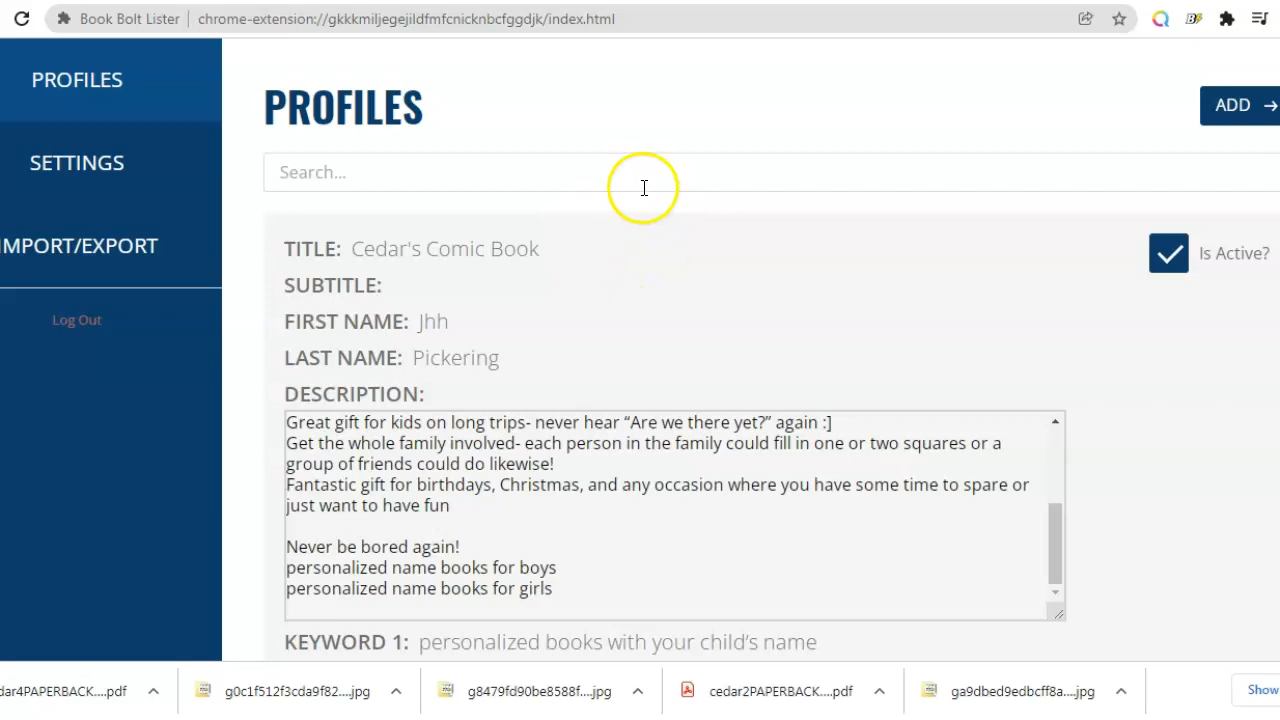 Book Bolt Lister
chrome-extension://gkkkmiljegejildfmfcnicknbcfggdjk/index.html
PROFILES
SETTINGS
IMPORT/EXPORT
Log Out
PROFILES
ADD →
Search...
TITLE: Cedar's Comic Book
Is Active?
SUBTITLE:
FIRST NAME: Jhh
LAST NAME: Pickering
DESCRIPTION:
Great gift for kids on long trips- never hear “Are we there yet?” again :]
Get the whole family involved- each person in the family could fill in one or two squares or a
group of friends could do likewise!
Fantastic gift for birthdays, Christmas, and any occasion where you have some time to spare or
just want to have fun
Never be bored again!
personalized name books for boys
personalized name books for girls
KEYWORD 1: personalized books with your child’s name
dar4PAPERBACK....pdf
g0c1f512f3cda9f82....jpg
g8479fd90be8588f....jpg
cedar2PAPERBACK....pdf
ga9dbed9edbcff8a....jpg
Show